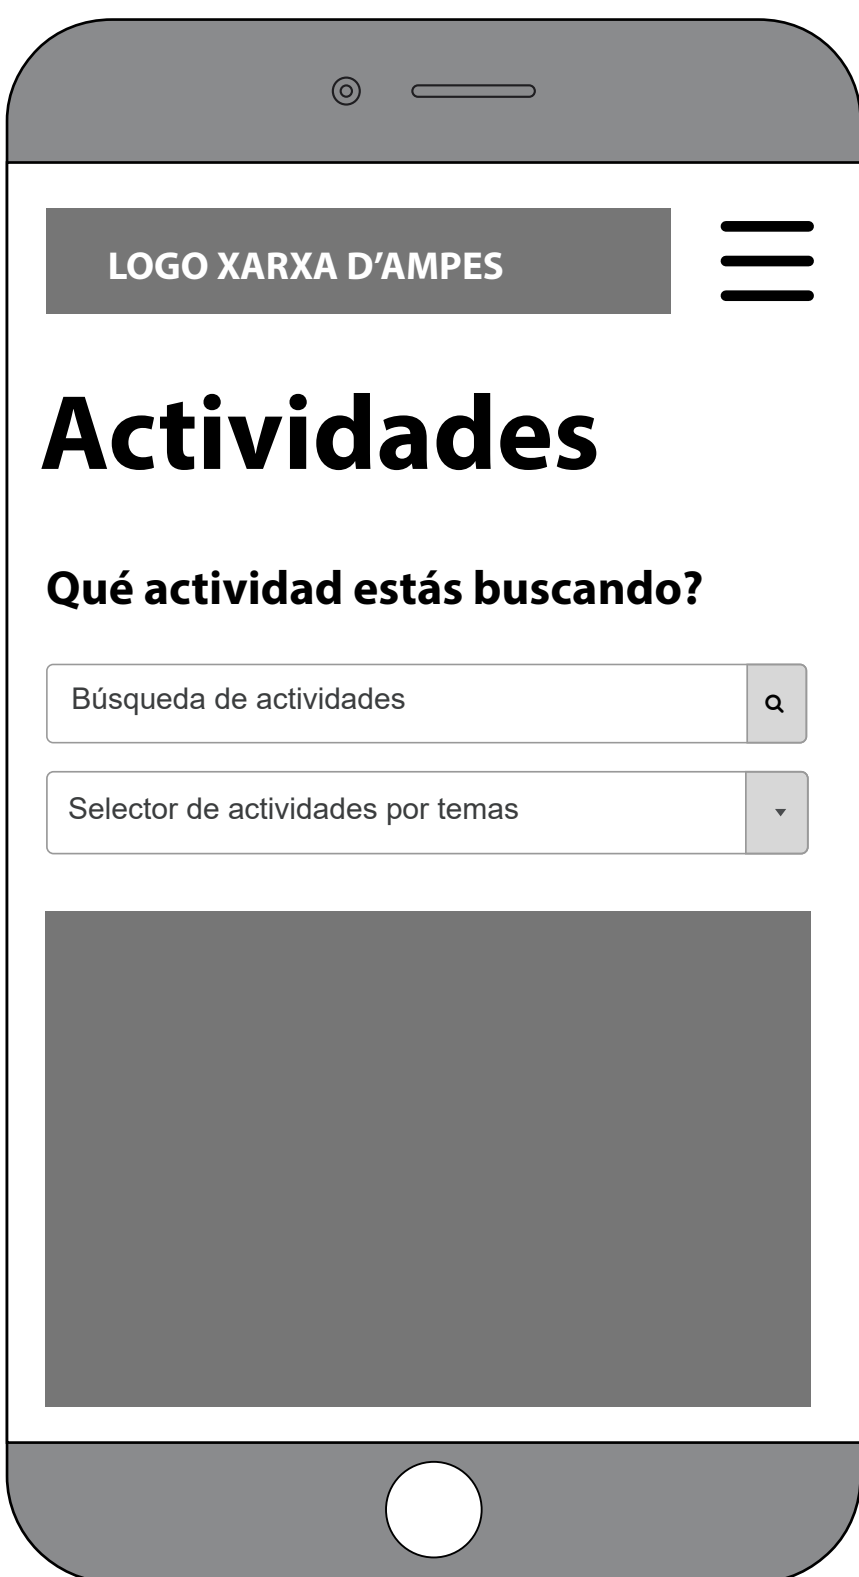 LOGO XARXA D’AMPES
Actividades
Qué actividad estás buscando?
Búsqueda de actividades
Selector de actividades por temas